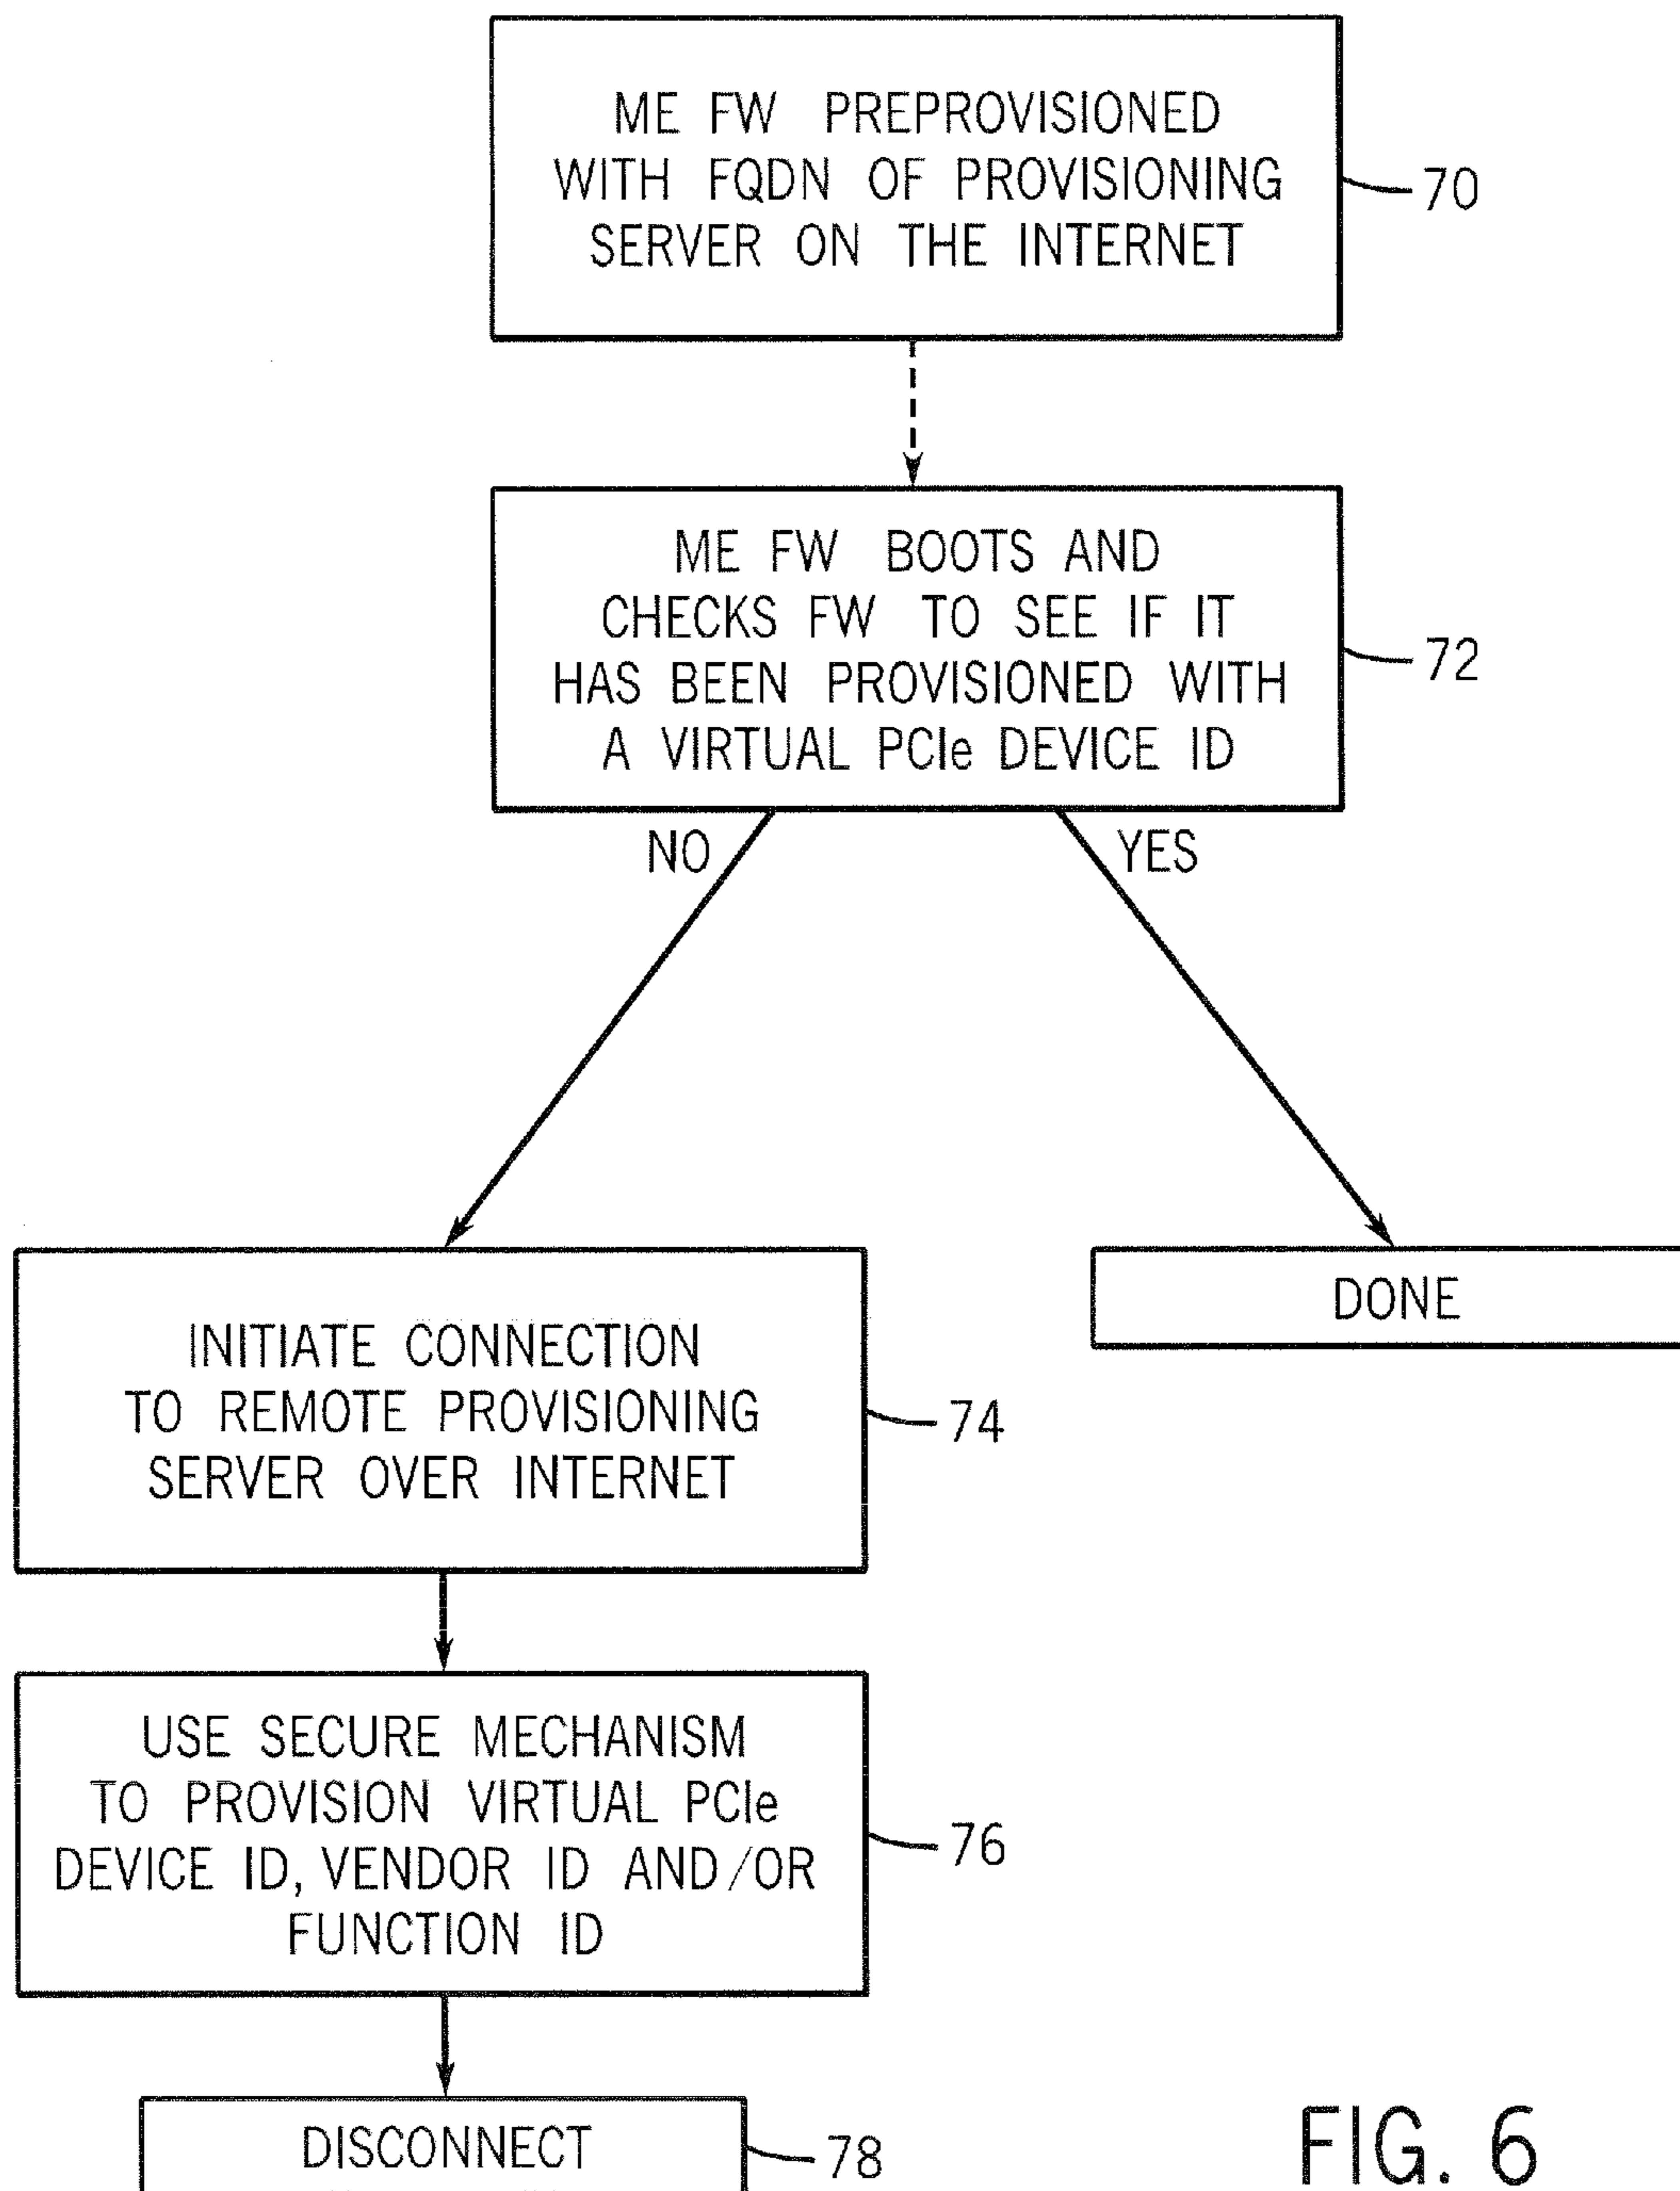 ME FW PREPROVISIONED
WITH FQDN OF PROVISIONING
SERVER ON THE INTERNET
70
ME FW BOOTS AND
CHECKS FW TO SEE IF IT
HAS BEEN PROVISIONED WITH
A VIRTUAL PCIe DEVICE ID
72
NO
YES
INITIATE CONNECTION
TO REMOTE PROVISIONING
SERVER OVER INTERNET
74
DONE
USE SECURE MECHANISM
TO PROVISION VIRTUAL PCIe
DEVICE ID, VENDOR ID AND/OR
FUNCTION ID
76
DISCONNECT
78
FIG. 6